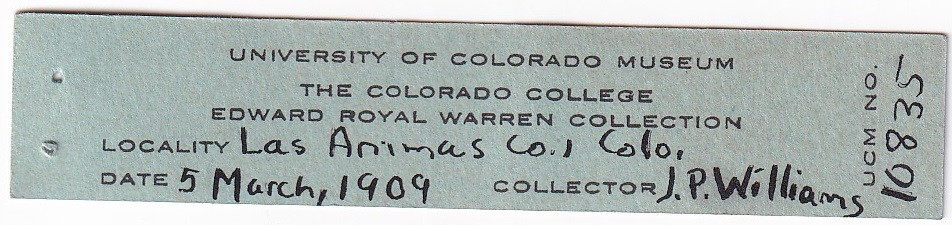 UNIVERSITY OF COLORADO MUSEUM
THE COLORADO COLLEGE
EDWARD ROYAL WARREN COLLECTION
LOCALITY Las Animas Co., Colo.
DATE 5 March, 1909 COLLECTOR J.P. Williams
UCM NO. 10835